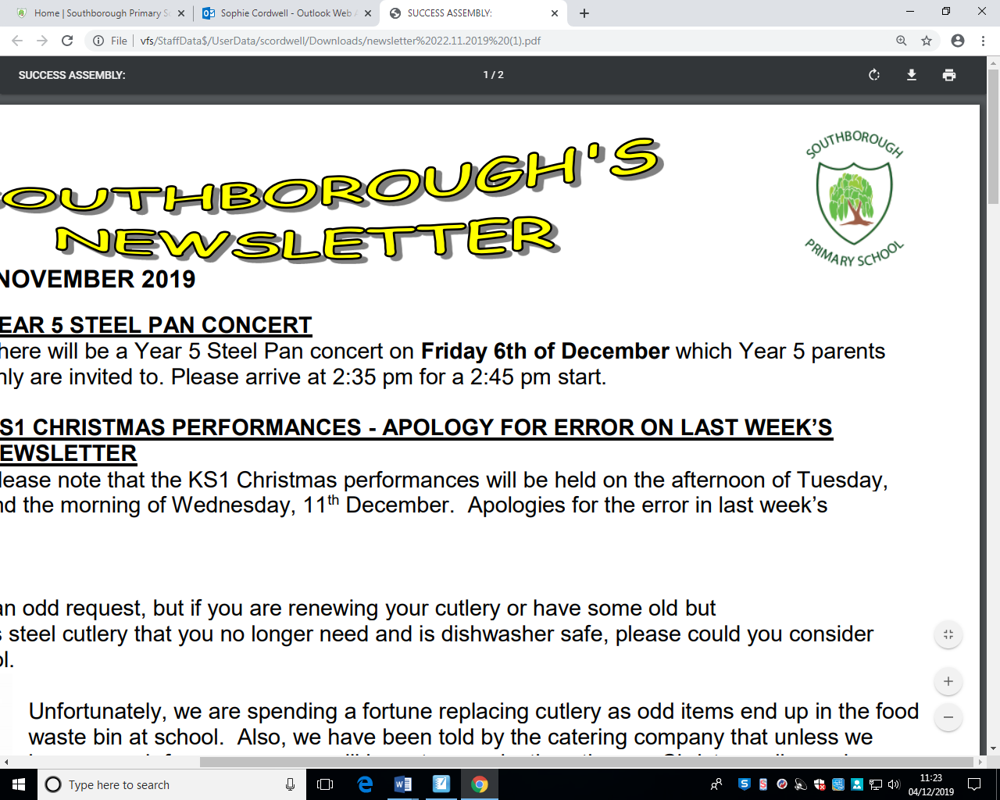 Home | Southborough Primary Sc
Sophie Cordwell - Outlook Web A
SUCCESS ASSEMBLY:
File
vfs/StaffData$/UserData/scordwell/Downloads/newsletter%2022.11.2019%20(1).pdf
SUCCESS ASSEMBLY:
1 / 2
OUTHBOROUGH'S
NEWSLETTER
SOUTHBOROUGH
PRIMARY SCHOOL
NOVEMBER 2019
EAR 5 STEEL PAN CONCERT
here will be a Year 5 Steel Pan concert on Friday 6th of December which Year 5 parents
nly are invited to. Please arrive at 2:35 pm for a 2:45 pm start.
S1 CHRISTMAS PERFORMANCES - APOLOGY FOR ERROR ON LAST WEEK'S
EWSLETTER
lease note that the KS1 Christmas performances will be held on the afternoon of Tuesday,
nd the morning of Wednesday, 11th December.  Apologies for the error in last week's
an odd request, but if you are renewing your cutlery or have some old but
s steel cutlery that you no longer need and is dishwasher safe, please could you consider
ol.
Unfortunately, we are spending a fortune replacing cutlery as odd items end up in the food
waste bin at school.  Also, we have been told by the catering company that unless we
Type here to search
11:23
04/12/2019